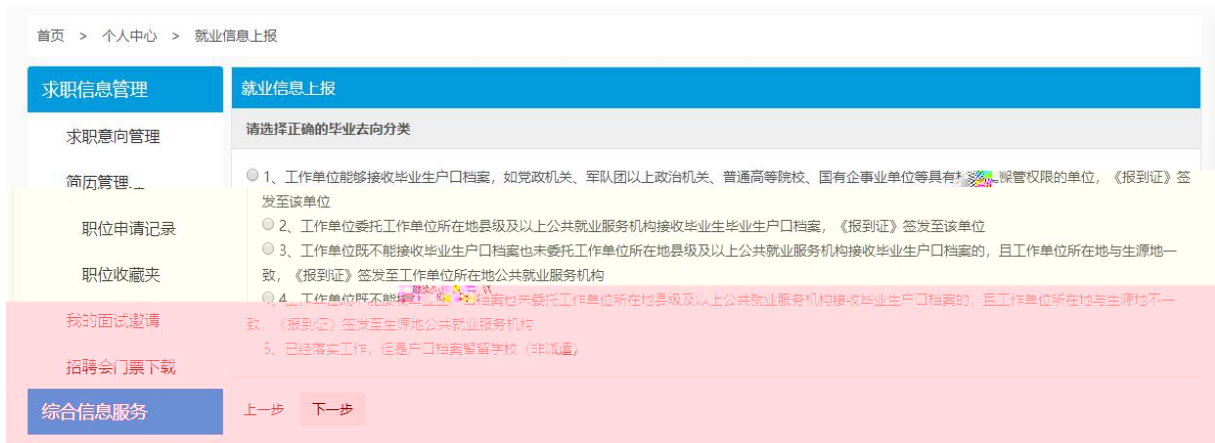 首页 > 个人中心 > 就业信息上报
求职信息管理
求职意向管理
简历管理
职位申请记录
职位收藏夹
我的面试邀请
招聘会门票下载
综合信息服务
就业信息上报
请选择正确的毕业去向分类
1、工作单位能够接收毕业生户口档案，如党政机关、军队团以上政治机关、普通高等院校、国有企事业单位等具有 保管权限的单位，《报到证》签
发至该单位
2、工作单位委托工作单位所在地县级及以上公共就业服务机构接收毕业生毕业生户口档案，《报到证》签发至该单位
3、工作单位既不能接收毕业生户口档案也未委托工作单位所在地县级及以上公共就业服务机构接收毕业生户口档案的，且工作单位所在地与生源地一
致，《报到证》签发至工作单位所在地公共就业服务机构
4、工作单位既不能 档案也未委托工作单位所在地县级及以上公共就业服务机构接收毕业生户口档案的，且工作单位所在地与生源地不一
致，《报到证》签发至生源地公共就业服务机构
5、已经落实工作，但是户口档案暂留学校（非派遣）
上一步 下一步